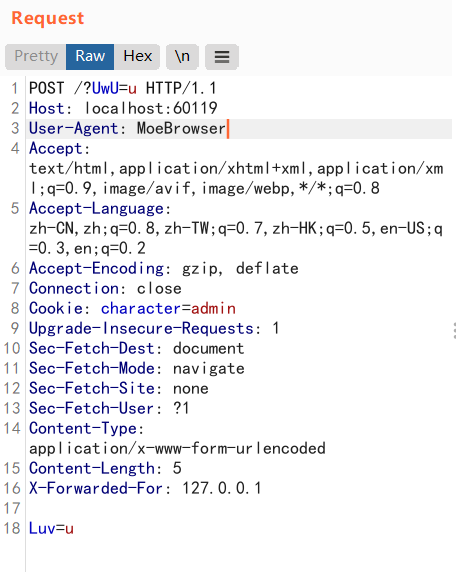 Request
Pretty Raw Hex \n
1 POST /?UwU=u HTTP/1.1
2 Host: localhost:60119
3 User-Agent: MoeBrowser
4 Accept:
text/html,application/xhtml+xml,application/xm
l;q=0.9,image/avif,image/webp,*/*;q=0.8
5 Accept-Language:
zh-CN,zh;q=0.8,zh-TW;q=0.7,zh-HK;q=0.5,en-US;q
=0.3,en;q=0.2
6 Accept-Encoding: gzip, deflate
7 Connection: close
8 Cookie: character=admin
9 Upgrade-Insecure-Requests: 1
10 Sec-Fetch-Dest: document
11 Sec-Fetch-Mode: navigate
12 Sec-Fetch-Site: none
13 Sec-Fetch-User: ?1
14 Content-Type:
application/x-www-form-urlencoded
15 Content-Length: 5
16 X-Forwarded-For: 127.0.0.1
17
18 Luv=u